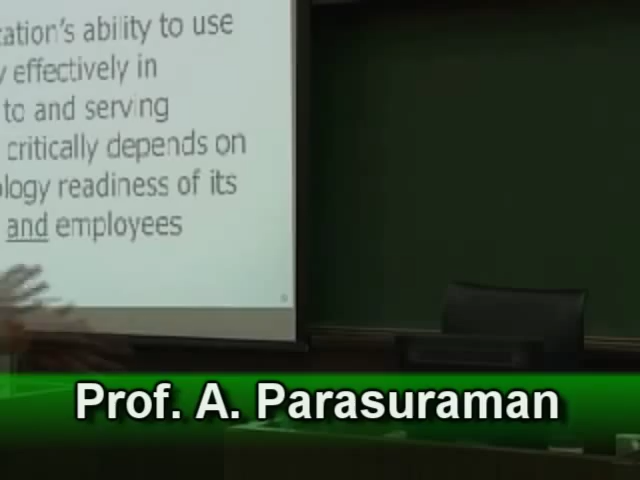 ation's ability to use
effectively in
to and serving
critically depends on
ology readiness of its
and employees
Prof. A. Parasuraman